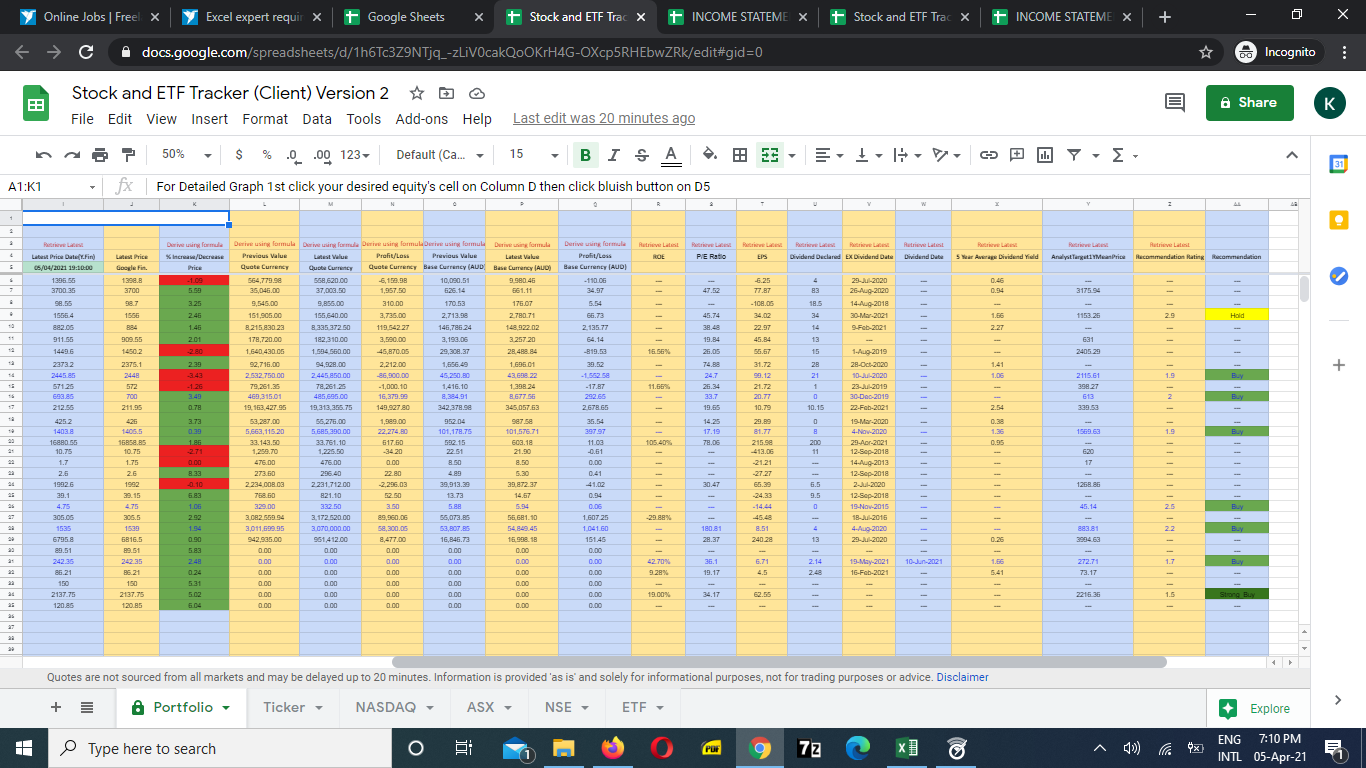 Online Jobs | Freel
Excel expert requir
Google Sheets
Stock and ETF Trac
INCOME STATEME
Stock and ETF Trac
INCOME STATEME
docs.google.com/spreadsheets/d/1h6Tc3Z9NTjq_-zLiV0cakQoOKrH4G-OXcp5RHEbwZRk/edit#gid=0
Incognito
Stock and ETF Tracker (Client) Version 2
File Edit View Insert Format Data Tools Add-ons Help Last edit was 20 minutes ago
Share
K
50% $ % .0 .00 123 Default (Ca... 15 B I S A
A1:K1 fx For Detailed Graph 1st click your desired equity's cell on Column D then click bluish button on D5
I J K L M N O P Q R S T U V W X Y Z AA AB
1
2
3 Retrieve Latest Derive using formula Derive using formula Derive using formula Derive using formula Derive using formula Derive using formula Derive using formula Retrieve Latest Retrieve Latest Retrieve Latest Retrieve Latest Retrieve Latest Retrieve Latest Retrieve Latest Retrieve Latest Retrieve Latest
4 Latest Price Date(Y.Fin) Latest Price % Increase/Decrease Previous Value Latest Value Profit/Loss Previous Value Latest Value Profit/Loss ROE P/E Ratio EPS Dividend Declared EX Dividend Date Dividend Date 5 Year Average Dividend Yield AnalystTarget1YMeanPrice Recommendation Rating Recommendation
5 05/04/2021 19:10:00 Google Fin. Price Quote Currency Quote Currency Quote Currency Base Currency (AUD) Base Currency (AUD) Base Currency (AUD)
6 1396.55 1398.8 -1.09 564,779.98 558,620.00 -6,159.98 10,090.51 9,980.46 -110.06 --- --- -6.25 4 29-Jul-2020 --- 0.46 --- --- ---
7 3700.35 3700 5.59 35,046.00 37,003.50 1,957.50 626.14 661.11 34.97 --- 47.52 77.87 83 26-Aug-2020 --- 0.94 3175.94 --- ---
8 98.55 98.7 3.25 9,545.00 9,855.00 310.00 170.53 176.07 5.54 --- --- -108.05 18.5 14-Aug-2018 --- --- --- --- ---
9 1556.4 1556 2.46 151,905.00 155,640.00 3,735.00 2,713.98 2,780.71 66.73 --- 45.74 34.02 34 30-Mar-2021 --- 1.66 1153.26 2.9 Hold
10 882.05 884 1.46 8,215,830.23 8,335,372.50 119,542.27 146,786.24 148,922.02 2,135.77 --- 38.48 22.97 14 9-Feb-2021 --- 2.27 --- --- ---
11 911.55 909.55 2.01 178,720.00 182,310.00 3,590.00 3,193.06 3,257.20 64.14 --- 19.84 45.84 13 --- --- --- 631 --- ---
12 1449.6 1450.2 -2.80 1,640,430.05 1,594,560.00 -45,870.05 29,308.37 28,488.84 -819.53 16.56% 26.05 55.67 15 1-Aug-2019 --- --- 2405.29 --- ---
13 2373.2 2375.1 2.39 92,716.00 94,928.00 2,212.00 1,656.49 1,696.01 39.52 --- 74.88 31.72 28 28-Oct-2020 --- 1.41 --- --- ---
14 2445.85 2448 -3.43 2,532,750.00 2,445,850.00 -86,900.00 45,250.80 43,698.22 -1,552.58 --- 24.7 99.12 21 10-Jul-2020 --- 1.06 2115.61 1.9 Buy
15 571.25 572 -1.26 79,261.35 78,261.25 -1,000.10 1,416.10 1,398.24 -17.87 11.66% 26.34 21.72 1 23-Jul-2019 --- --- 398.27 --- ---
16 693.85 700 3.49 469,315.01 485,695.00 16,379.99 8,384.91 8,677.56 292.65 --- 33.7 20.77 0 30-Dec-2019 --- --- 613 2 Buy
17 212.55 211.95 0.78 19,163,427.95 19,313,355.75 149,927.80 342,378.98 345,057.63 2,678.65 --- 19.65 10.79 10.15 22-Feb-2021 --- 2.54 339.53 --- ---
18 425.2 426 3.73 53,287.00 55,276.00 1,989.00 952.04 987.58 35.54 --- 14.25 29.89 0 19-Mar-2020 --- 0.38 --- --- ---
19 1403.8 1405.5 0.39 5,663,115.20 5,685,390.00 22,274.80 101,178.75 101,576.71 397.97 --- 17.19 81.77 8 4-Nov-2020 --- 1.36 1569.63 1.9 Buy
20 16880.55 16858.85 1.86 33,143.50 33,761.10 617.60 592.15 603.18 11.03 105.40% 78.06 215.98 200 29-Apr-2021 --- 0.95 --- --- ---
21 10.75 10.75 -2.71 1,259.70 1,225.50 -34.20 22.51 21.90 -0.61 --- --- -413.06 11 12-Sep-2018 --- --- 620 --- ---
22 1.7 1.75 0.00 476.00 476.00 0.00 8.50 8.50 0.00 --- --- -21.21 --- 14-Aug-2013 --- --- 17 --- ---
23 2.6 2.6 8.33 273.60 296.40 22.80 4.89 5.30 0.41 --- --- -27.27 --- 12-Sep-2018 --- --- --- --- ---
24 1992.6 1992 -0.10 2,234,008.03 2,231,712.00 -2,296.03 39,913.39 39,872.37 -41.02 --- 30.47 65.39 6.5 2-Jul-2020 --- --- 1268.86 --- ---
25 39.1 39.15 6.83 768.60 821.10 52.50 13.73 14.67 0.94 --- --- -24.33 9.5 12-Sep-2018 --- --- --- --- ---
26 4.75 4.75 1.06 329.00 332.50 3.50 5.88 5.94 0.06 --- --- -14.44 0 19-Nov-2015 --- --- 45.14 2.5 Buy
27 305.05 305.5 2.92 3,082,559.94 3,172,520.00 89,960.06 55,073.85 56,681.10 1,607.25 -29.88% --- -45.48 --- 18-Jul-2016 --- --- --- --- ---
28 1535 1539 1.94 3,011,699.95 3,070,000.00 58,300.05 53,807.85 54,849.45 1,041.60 --- 180.81 8.51 4 4-Aug-2020 --- --- 883.81 2.2 Buy
29 6795.8 6816.5 0.90 942,935.00 951,412.00 8,477.00 16,846.73 16,998.18 151.45 --- 28.37 240.28 13 29-Jul-2020 --- 0.26 3994.63 --- ---
30 89.51 89.51 5.83 0.00 0.00 0.00 0.00 0.00 0.00 --- --- --- --- --- --- --- --- --- ---
31 242.35 242.35 2.48 0.00 0.00 0.00 0.00 0.00 0.00 42.70% 36.1 6.71 2.14 19-May-2021 10-Jun-2021 1.66 272.71 1.7 Buy
32 86.21 86.21 0.24 0.00 0.00 0.00 0.00 0.00 0.00 9.28% 19.17 4.5 2.48 16-Feb-2021 --- 5.41 73.17 --- ---
33 150 150 5.31 0.00 0.00 0.00 0.00 0.00 0.00 --- --- --- --- --- --- --- --- --- ---
34 2137.75 2137.75 5.02 0.00 0.00 0.00 0.00 0.00 0.00 19.00% 34.17 62.55 --- --- --- --- 2216.36 1.5 Strong_Buy
35 120.85 120.85 6.04 0.00 0.00 0.00 0.00 0.00 0.00 --- --- --- --- --- --- --- --- --- ---
36
37
38
39
Quotes are not sourced from all markets and may be delayed up to 20 minutes. Information is provided 'as is' and solely for informational purposes, not for trading purposes or advice. Disclaimer
Portfolio Ticker NASDAQ ASX NSE ETF Explore
Type here to search
ENG 7:10 PM
INTL 05-Apr-21